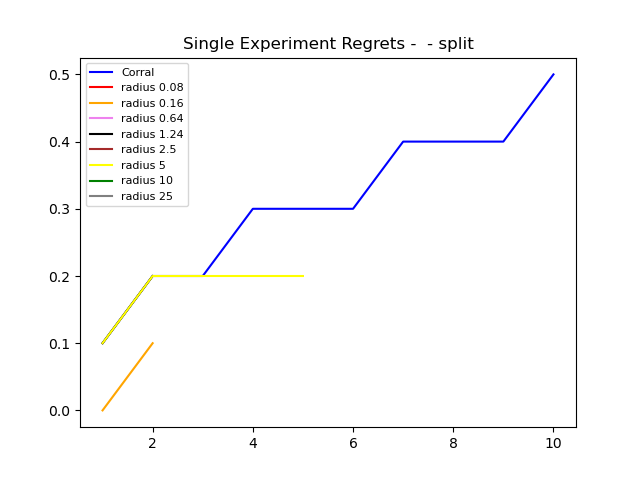 Single Experiment Regrets -  - split
Corral
radius 0.08
radius 0.16
radius 0.64
radius 1.24
radius 2.5
radius 5
radius 10
radius 25
0.5
0.4
0.3
0.2
0.1
0.0
2 4 6 8 10